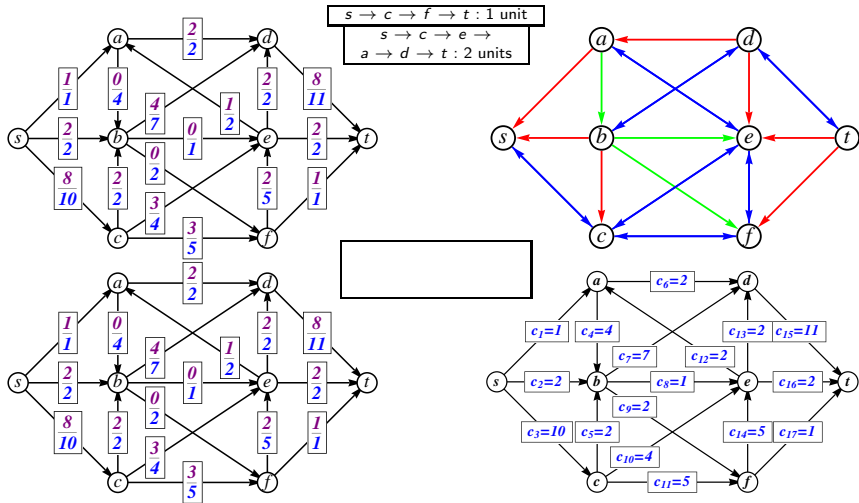 s → c → f → t : 1 unit
s → c → e →
a → d → t : 2 units
a 2/2 d
1/1 0/4 4/7 1/2 2/2 8/11
s 2/2 b 0/1 e 2/2 t
8/10 2/2 0/2 3/4 2/5 1/1
c 3/5 f
a d
s b e t
c f
a 2/2 d
1/1 0/4 4/7 1/2 2/2 8/11
s 2/2 b 0/1 e 2/2 t
8/10 2/2 0/2 3/4 2/5 1/1
c 3/5 f
a c6=2 d
c1=1 c4=4 c7=7 c12=2 c13=2 c15=11
s c2=2 b c8=1 e c16=2 t
c9=2
c3=10 c5=2 c10=4 c14=5 c17=1
c c11=5 f